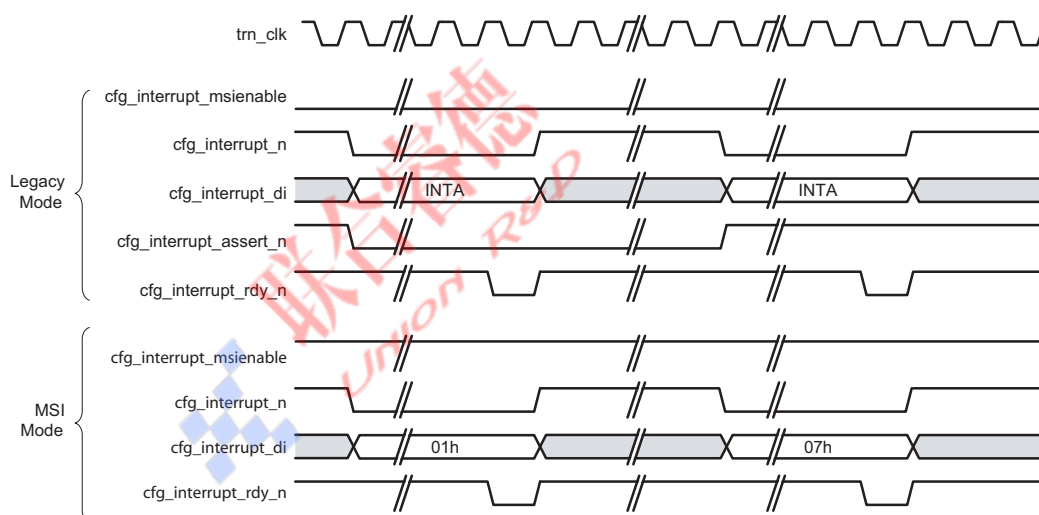 trn_clk
cfg_interrupt_msienable
cfg_interrupt_n
Legacy
Mode
cfg_interrupt_di
INTA
INTA
cfg_interrupt_assert_n
cfg_interrupt_rdy_n
联合睿德
UNION R&D
cfg_interrupt_msienable
cfg_interrupt_n
MSI
Mode
cfg_interrupt_di
01h
07h
cfg_interrupt_rdy_n